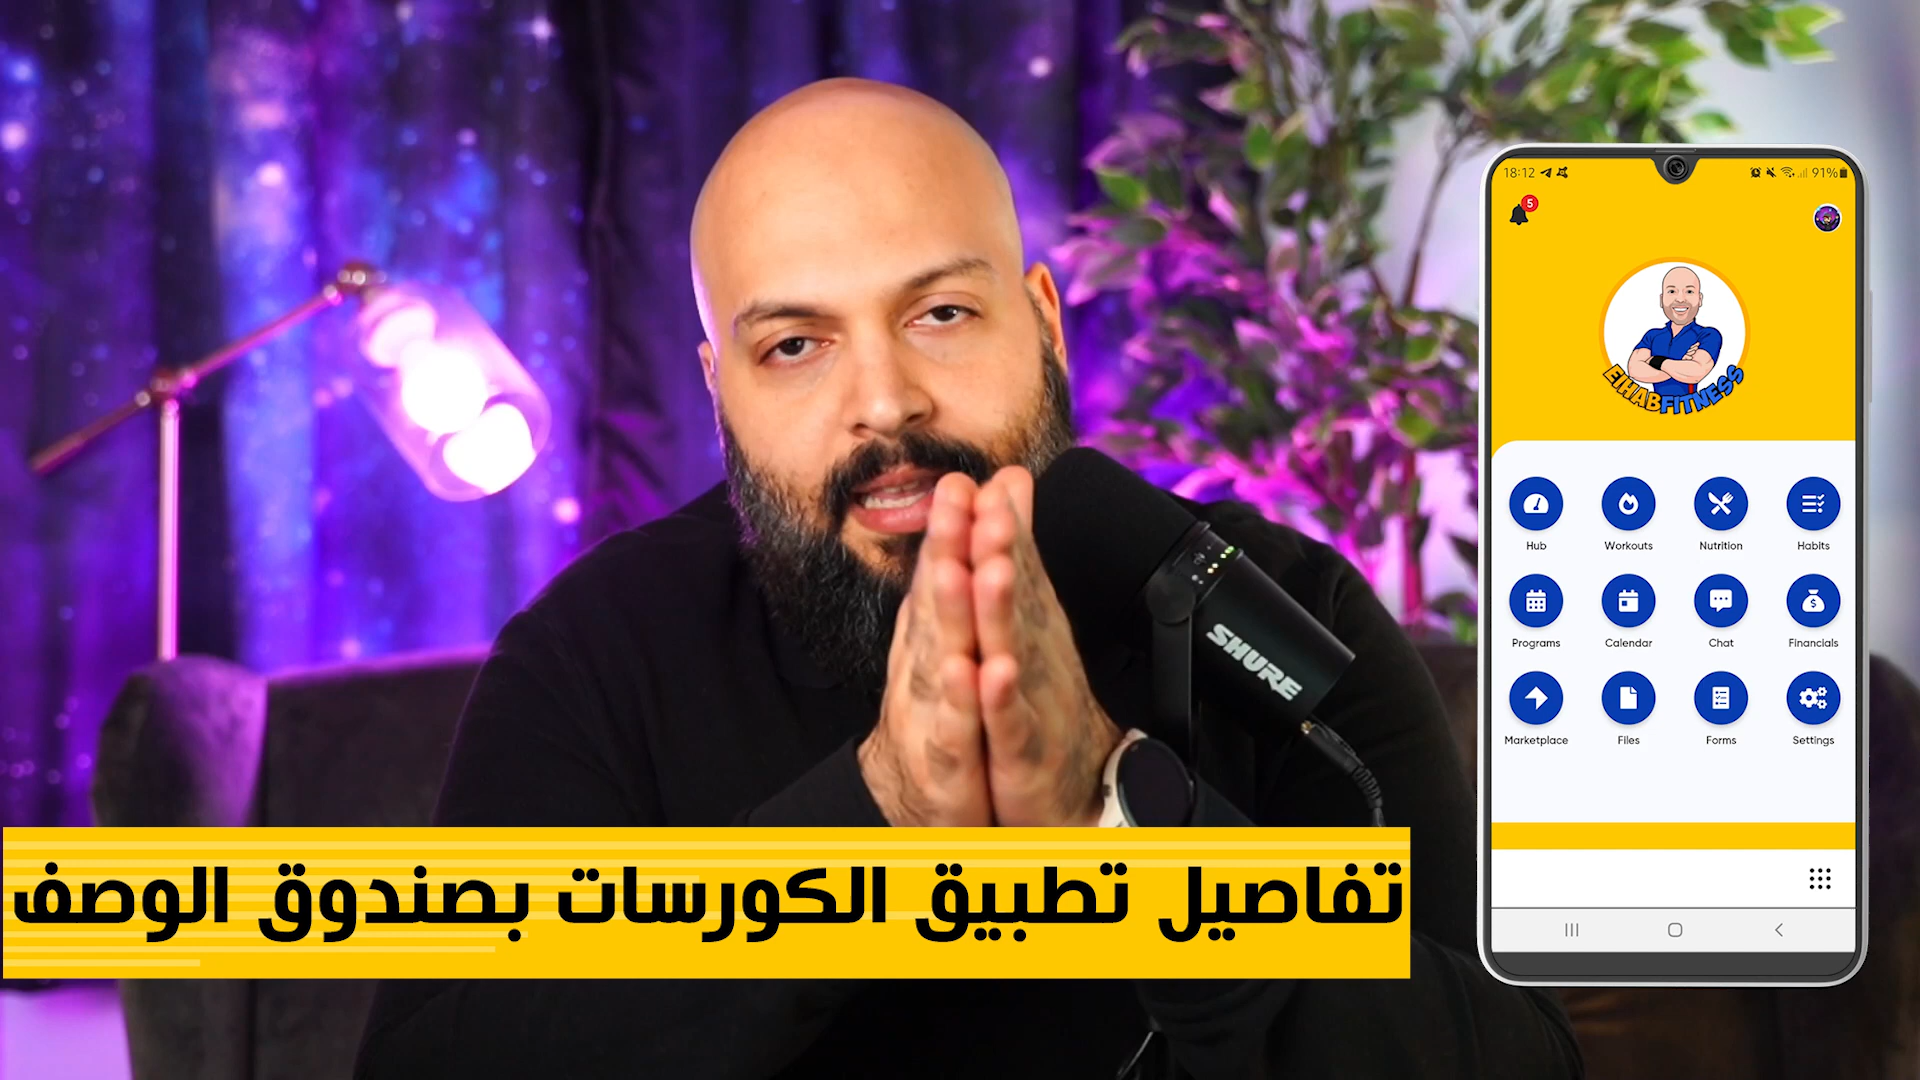 18:12
91%
5
ElHABFITNESS
Hub
Workouts
Nutrition
Habits
Programs
Calendar
Chat
Financials
Marketplace
Files
Forms
Settings
SHURE
تفاصيل تطبيق الكورسات بصندوق الوصف